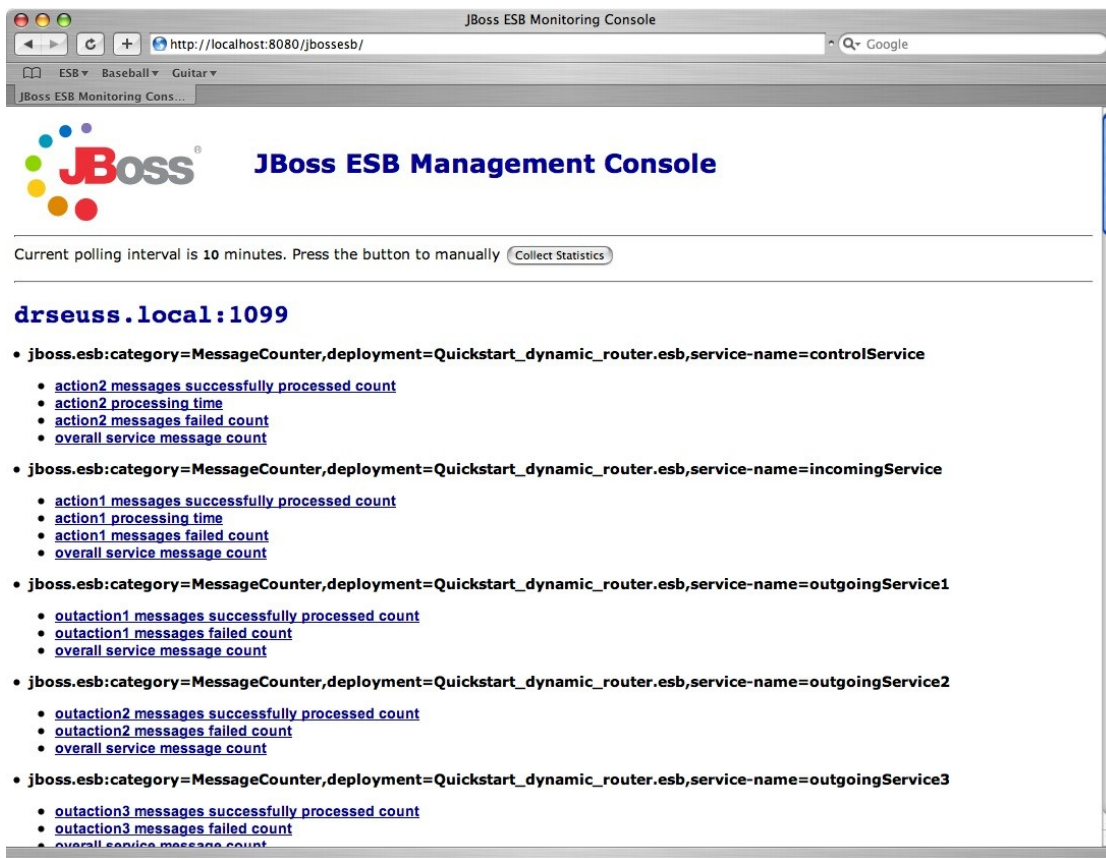 JBoss ESB Monitoring Console
http://localhost:8080/jbossesb/
Google
ESB Baseball Guitar
JBoss ESB Monitoring Cons...
JBoss®
JBoss ESB Management Console
Current polling interval is 10 minutes. Press the button to manually Collect Statistics
drseuss.local:1099
• jboss.esb:category=MessageCounter,deployment=Quickstart_dynamic_router.esb,service-name=controlService
• action2 messages successfully processed count
• action2 processing time
• action2 messages failed count
• overall service message count
• jboss.esb:category=MessageCounter,deployment=Quickstart_dynamic_router.esb,service-name=incomingService
• action1 messages successfully processed count
• action1 processing time
• action1 messages failed count
• overall service message count
• jboss.esb:category=MessageCounter,deployment=Quickstart_dynamic_router.esb,service-name=outgoingService1
• outaction1 messages successfully processed count
• outaction1 messages failed count
• overall service message count
• jboss.esb:category=MessageCounter,deployment=Quickstart_dynamic_router.esb,service-name=outgoingService2
• outaction2 messages successfully processed count
• outaction2 messages failed count
• overall service message count
• jboss.esb:category=MessageCounter,deployment=Quickstart_dynamic_router.esb,service-name=outgoingService3
• outaction3 messages successfully processed count
• outaction3 messages failed count
• overall service message count